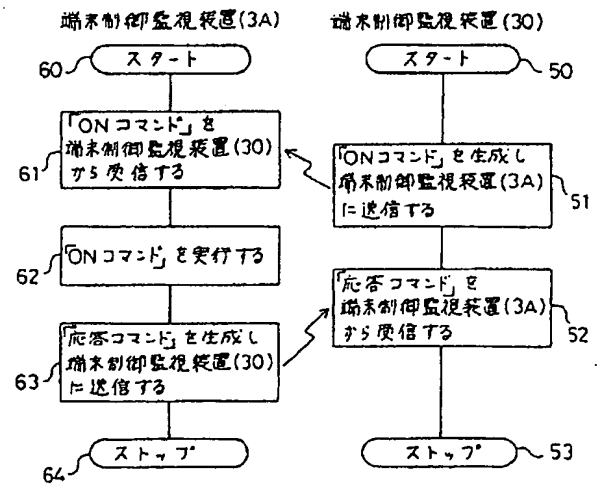 端末制御監視装置(3A)
端末制御監視装置(30)
スタート
60
スタート
50
「ONコマンド」を
端末制御監視装置(30)
から受信する
61
「ONコマンド」を生成し
端末制御監視装置(3A)
に送信する
51
「ONコマンド」を実行する
62
「応答コマンド」を
端末制御監視装置(3A)
から受信する
52
「応答コマンド」を生成し
端末制御監視装置(30)
に送信する
63
ストップ
64
ストップ
53